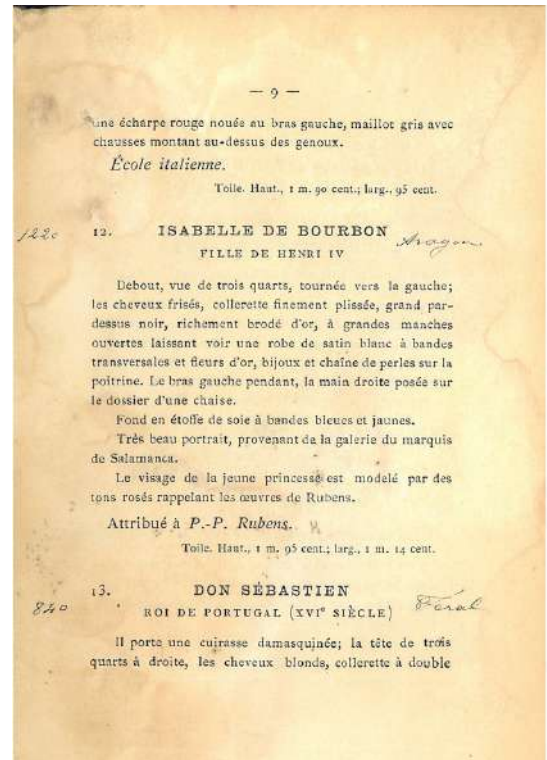 — 9 —
une écharpe rouge nouée au bras gauche, maillot gris avec
chausses montant au-dessus des genoux.
École italienne.
Toile. Haut., 1 m. 90 cent.; larg., 95 cent.
1220 12. ISABELLE DE BOURBON Aragon
FILLE DE HENRI IV
Debout, vue de trois quarts, tournée vers la gauche;
les cheveux frisés, collerette finement plissée, grand par-
dessus noir, richement brodé d'or, à grandes manches
ouvertes laissant voir une robe de satin blanc à bandes
transversales et fleurs d'or, bijoux et chaîne de perles sur la
poitrine. Le bras gauche pendant, la main droite posée sur
le dossier d'une chaise.
Fond en étoffe de soie à bandes bleues et jaunes.
Très beau portrait, provenant de la galerie du marquis
de Salamanca.
Le visage de la jeune princesse est modelé par des
tons rosés rappelant les œuvres de Rubens.
Attribué à P.-P. Rubens.
Toile. Haut., 1 m. 95 cent.; larg., 1 m. 14 cent.
840 13. DON SÉBASTIEN Féral
ROI DE PORTUGAL (XVIe SIÈCLE)
Il porte une cuirasse damasquinée; la tête de trois
quarts à droite, les cheveux blonds, collerette à double